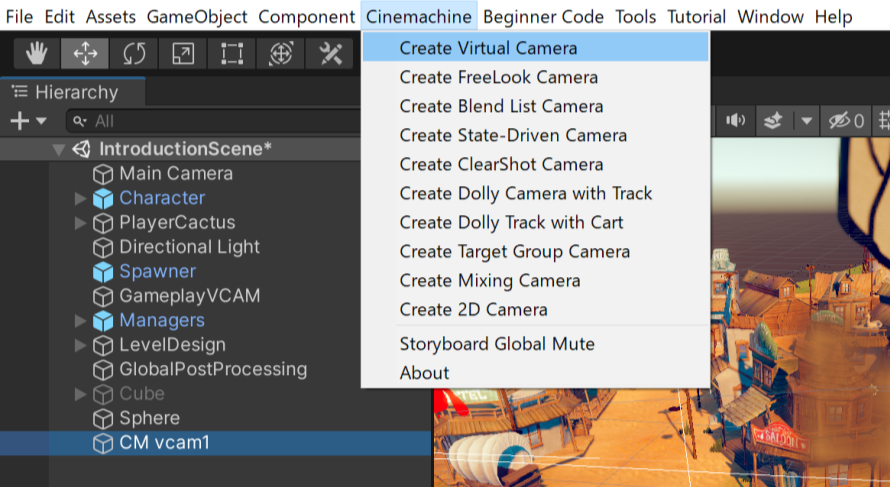 File Edit Assets GameObject Component Cinemachine Beginner Code Tools Tutorial Window Help
Create Virtual Camera
Create FreeLook Camera
Create Blend List Camera
Create State-Driven Camera
Create ClearShot Camera
Create Dolly Camera with Track
Create Dolly Track with Cart
Create Target Group Camera
Create Mixing Camera
Create 2D Camera
Storyboard Global Mute
About
Hierarchy
All
IntroductionScene*
Main Camera
Character
PlayerCactus
Directional Light
Spawner
GameplayVCAM
Managers
LevelDesign
GlobalPostProcessing
Cube
Sphere
CM vcam1
0
SALOON